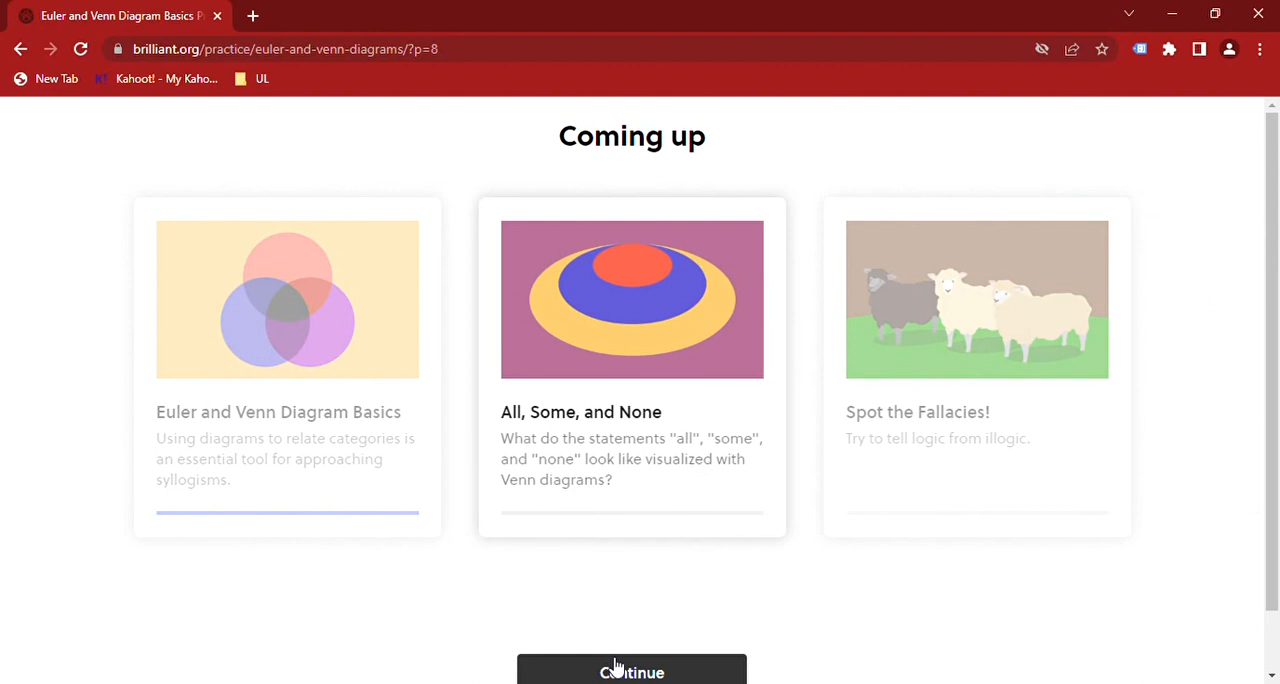 Euler and Venn Diagram Basics P
brilliant.org/practice/euler-and-venn-diagrams/?p=8
New Tab
K!
Kahoot! - My Kaho...
UL
Coming up
Euler and Venn Diagram Basics
Using diagrams to relate categories is
an essential tool for approaching
syllogisms.
All, Some, and None
What do the statements "all", "some",
and "none" look like visualized with
Venn diagrams?
Spot the Fallacies!
Try to tell logic from illogic.
Continue